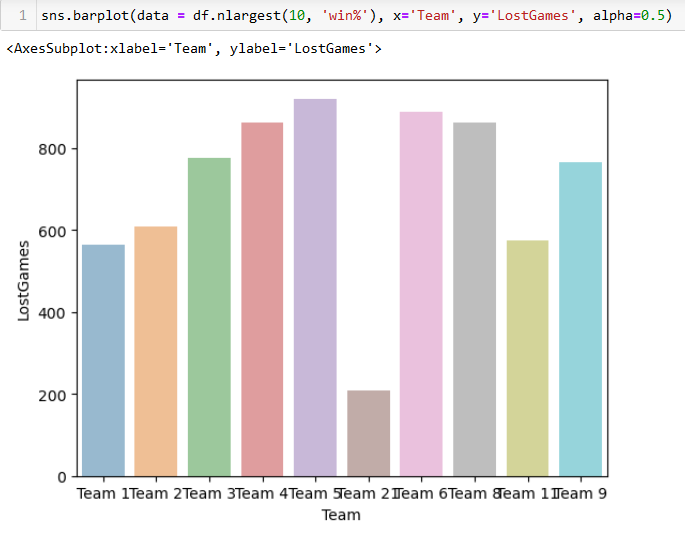 1 sns.barplot(data = df.nlargest(10, 'win%'), x='Team', y='LostGames', alpha=0.5)
<AxesSubplot:xlabel='Team', ylabel='LostGames'>
800
600
400
200
0
LostGames
Team 1 Team 2 Team 3 Team 4 Team 5 Team 21 Team 6 Team 8 Team 11 Team 9
Team